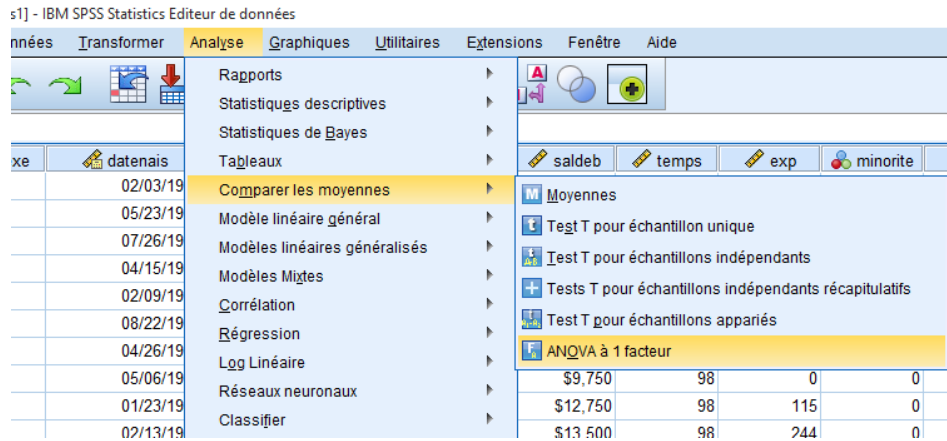 s1] - IBM SPSS Statistics Editeur de données
nnées Transformer Analyse Graphiques Utilitaires Extensions Fenêtre Aide
A
Rapports
Statistiques descriptives
Statistiques de Bayes
Tableaux
Comparer les moyennes
Modèle linéaire général
Modèles linéaires généralisés
Modèles Mixtes
Corrélation
Régression
Log Linéaire
Réseaux neuronaux
Classifier
M Moyennes
t Test T pour échantillon unique
Test T pour échantillons indépendants
Tests T pour échantillons indépendants récapitulatifs
Test T pour échantillons appariés
ANOVA à 1 facteur
xe datenais saldeb temps exp minorite
02/03/19
05/23/19
07/26/19
04/15/19
02/09/19
08/22/19
04/26/19
05/06/19 $9,750 98 0 0
01/23/19 $12,750 98 115 0
02/13/19 $13,500 98 244 0